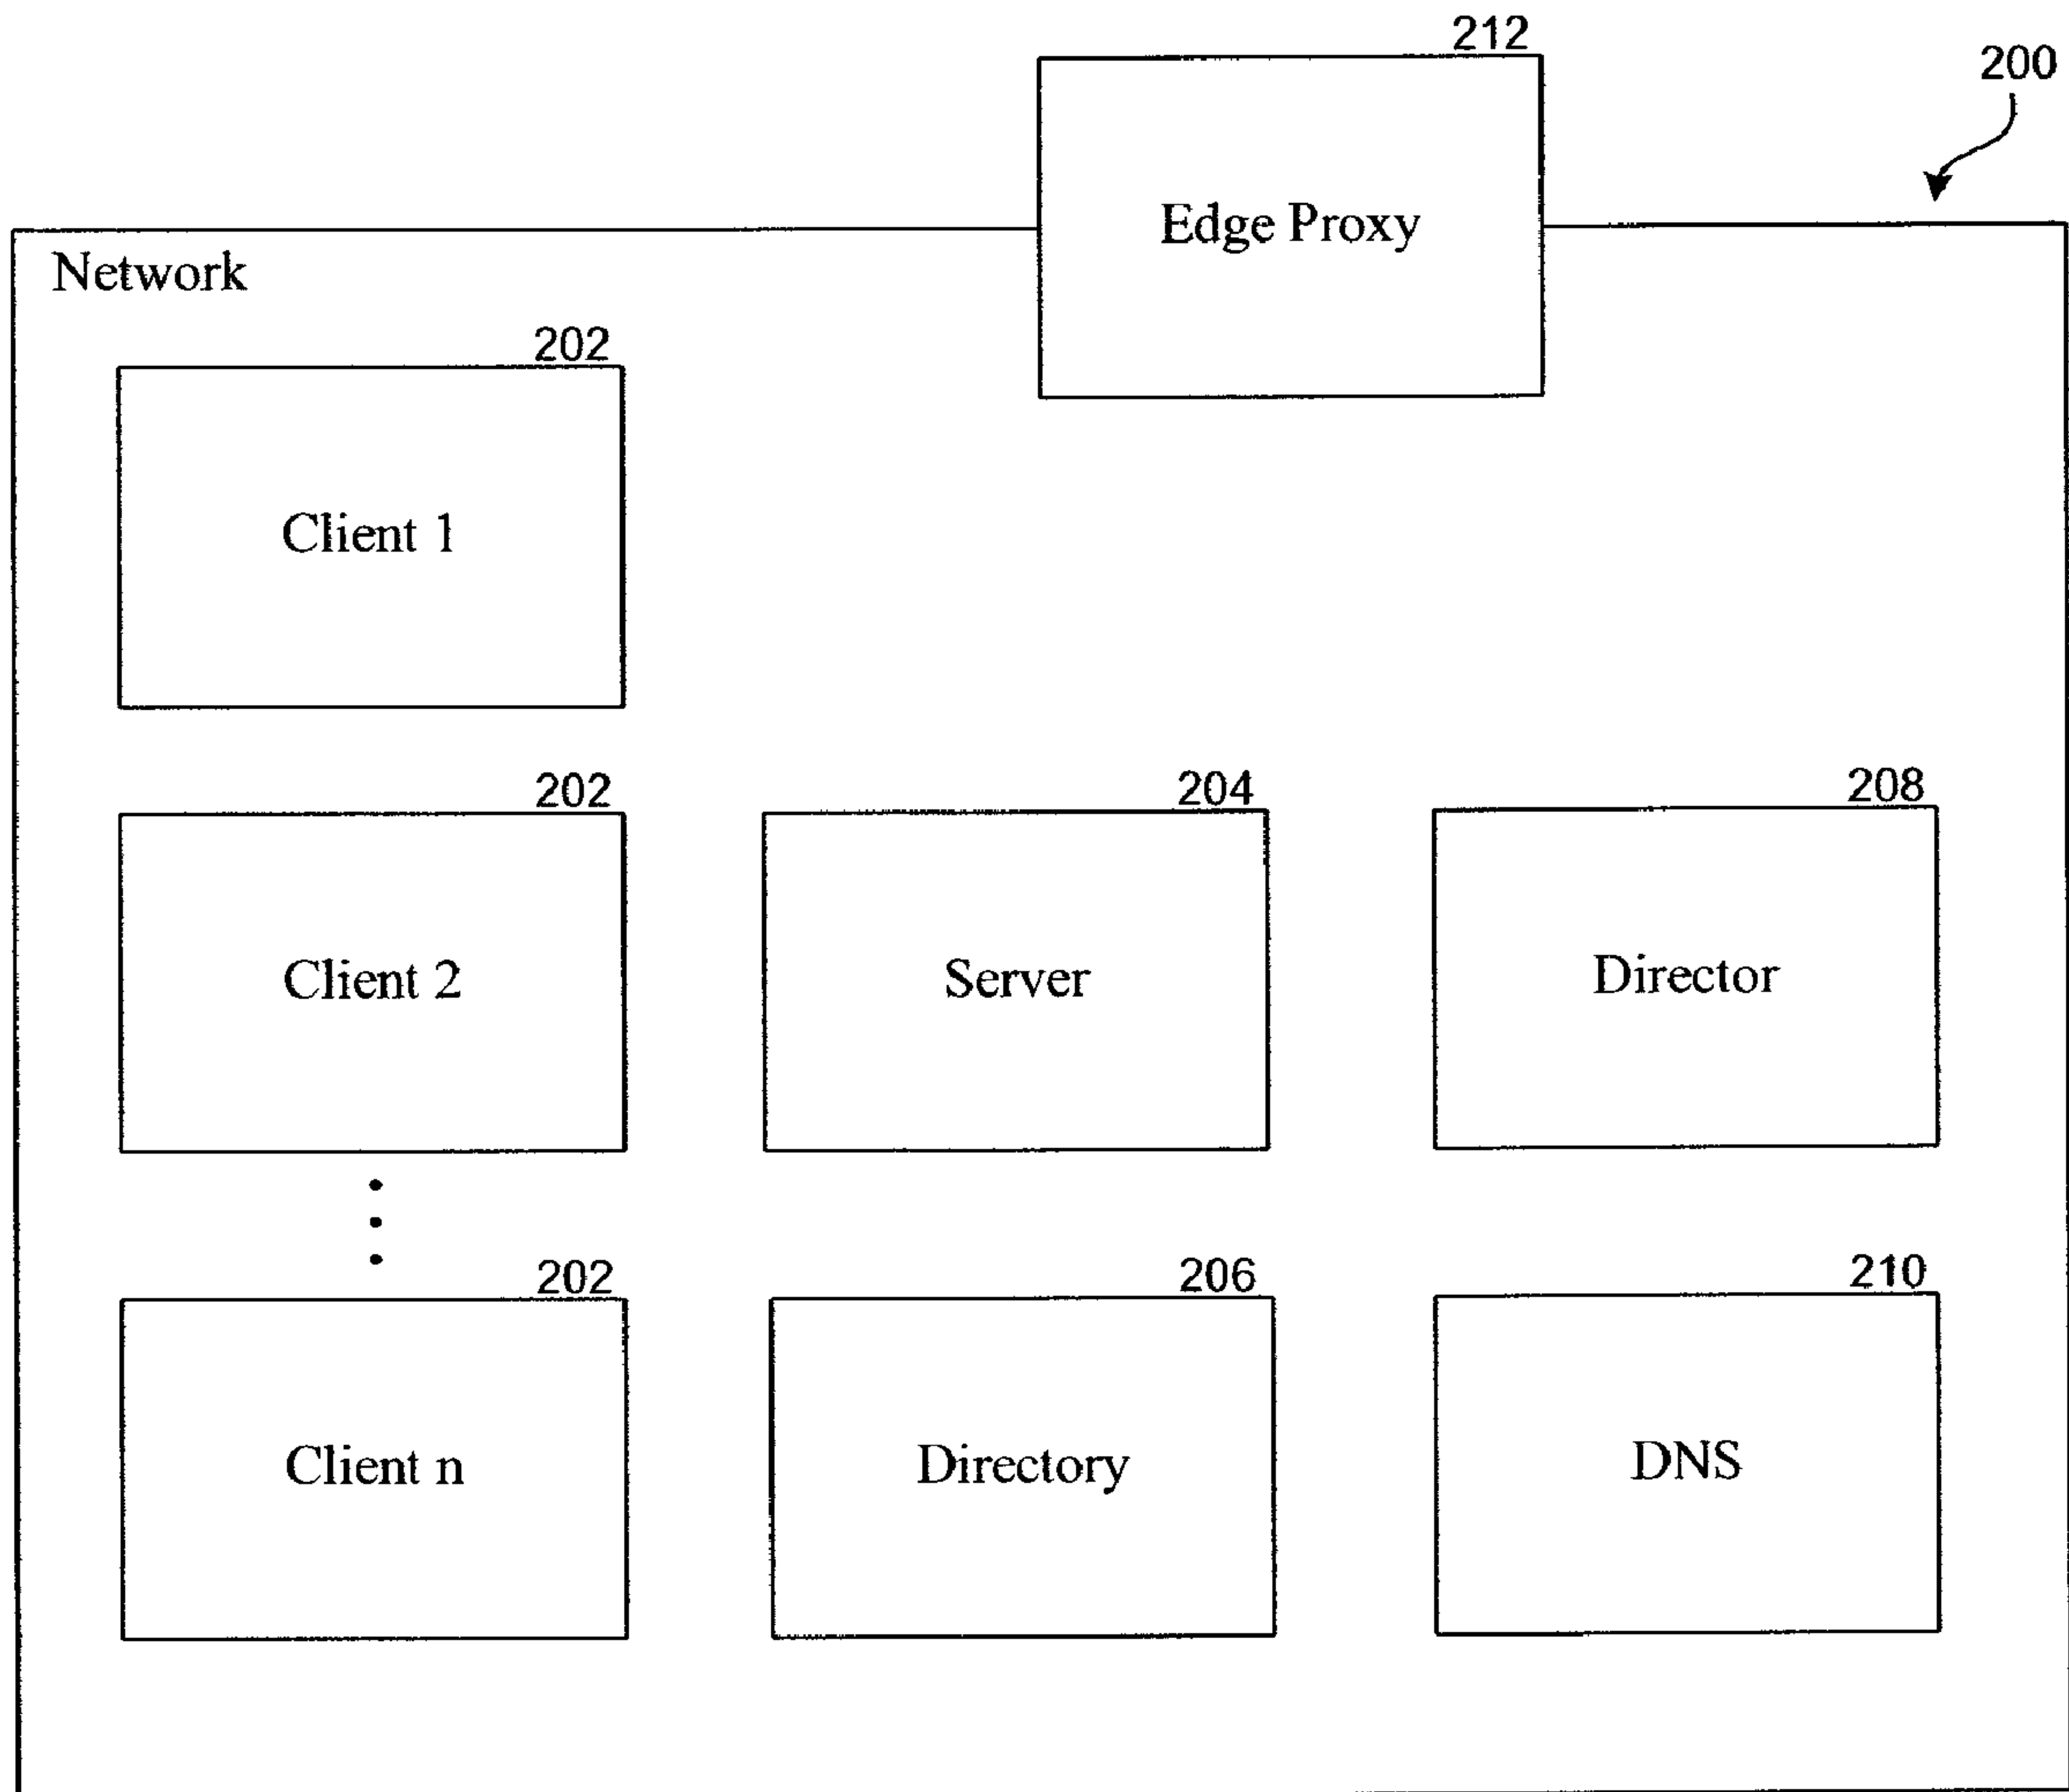 212
200
Edge Proxy
Network
202
Client 1
202
204
208
Client 2
Server
Director
202
206
210
Client n
Directory
DNS